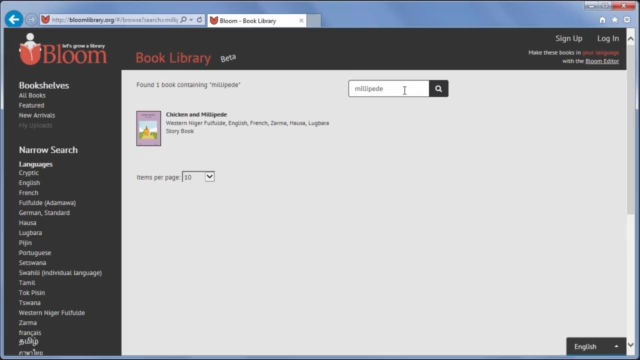 http://bloomlibrary.org/#/browse?search=millip
Bloom - Book Library
let's grow a library
Bloom
Book Library Beta
Sign Up Log In
Make these books in your language
with the Bloom Editor
Bookshelves
All Books
Featured
New Arrivals
My Uploads
Narrow Search
Languages
Cryptic
English
French
Fulfulde (Adamawa)
German, Standard
Hausa
Lugbara
Pijin
Portuguese
Setswana
Swahili (individual language)
Tamil
Tok Pisin
Tswana
Western Niger Fulfulde
Zarma
français
தமிழ்
ภาษาไทย
Found 1 book containing "millipede"
millipede
Chicken and Millipede
Western Niger Fulfulde, English, French, Zarma, Hausa, Lugbara
Story Book
Items per page: 10
English